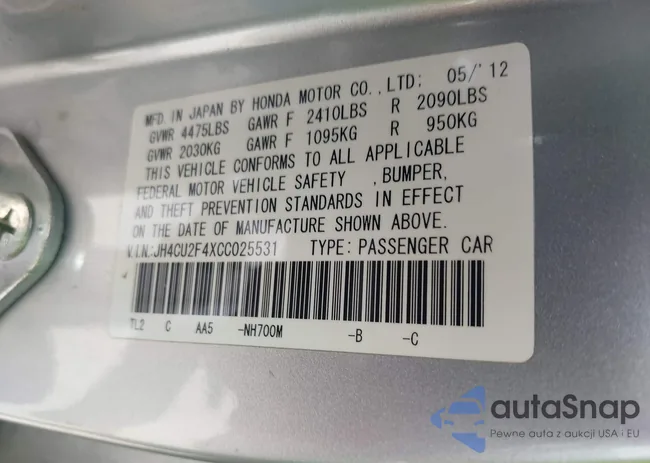 MFD. IN JAPAN BY HONDA MOTOR CO., LTD: 05/'12
GVWR 4475LBS GAWR F 2410LBS R 2090LBS
GVWR 2030KG GAWR F 1095KG R 950KG
THIS VEHICLE CONFORMS TO ALL APPLICABLE
FEDERAL MOTOR VEHICLE SAFETY , BUMPER,
AND THEFT PREVENTION STANDARDS IN EFFECT
ON THE DATE OF MANUFACTURE SHOWN ABOVE.
V.I.N.:JH4CU2F4XCC025531 TYPE: PASSENGER CAR
TL2 C AA5 -NH700M -B -C
autaSnap
Pewne auta z aukcji USA i EU